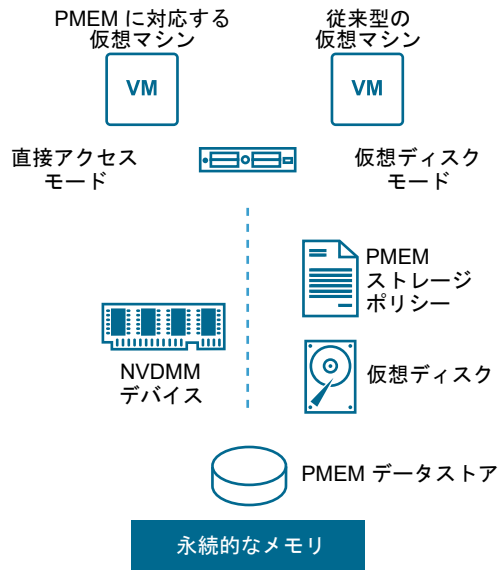 PMEM に対応する
仮想マシン
従来型の
仮想マシン
VM
VM
直接アクセス
モード
仮想ディスク
モード
PMEM
ストレージ
ポリシー
NVDMM
デバイス
仮想ディスク
PMEM データストア
永続的なメモリ